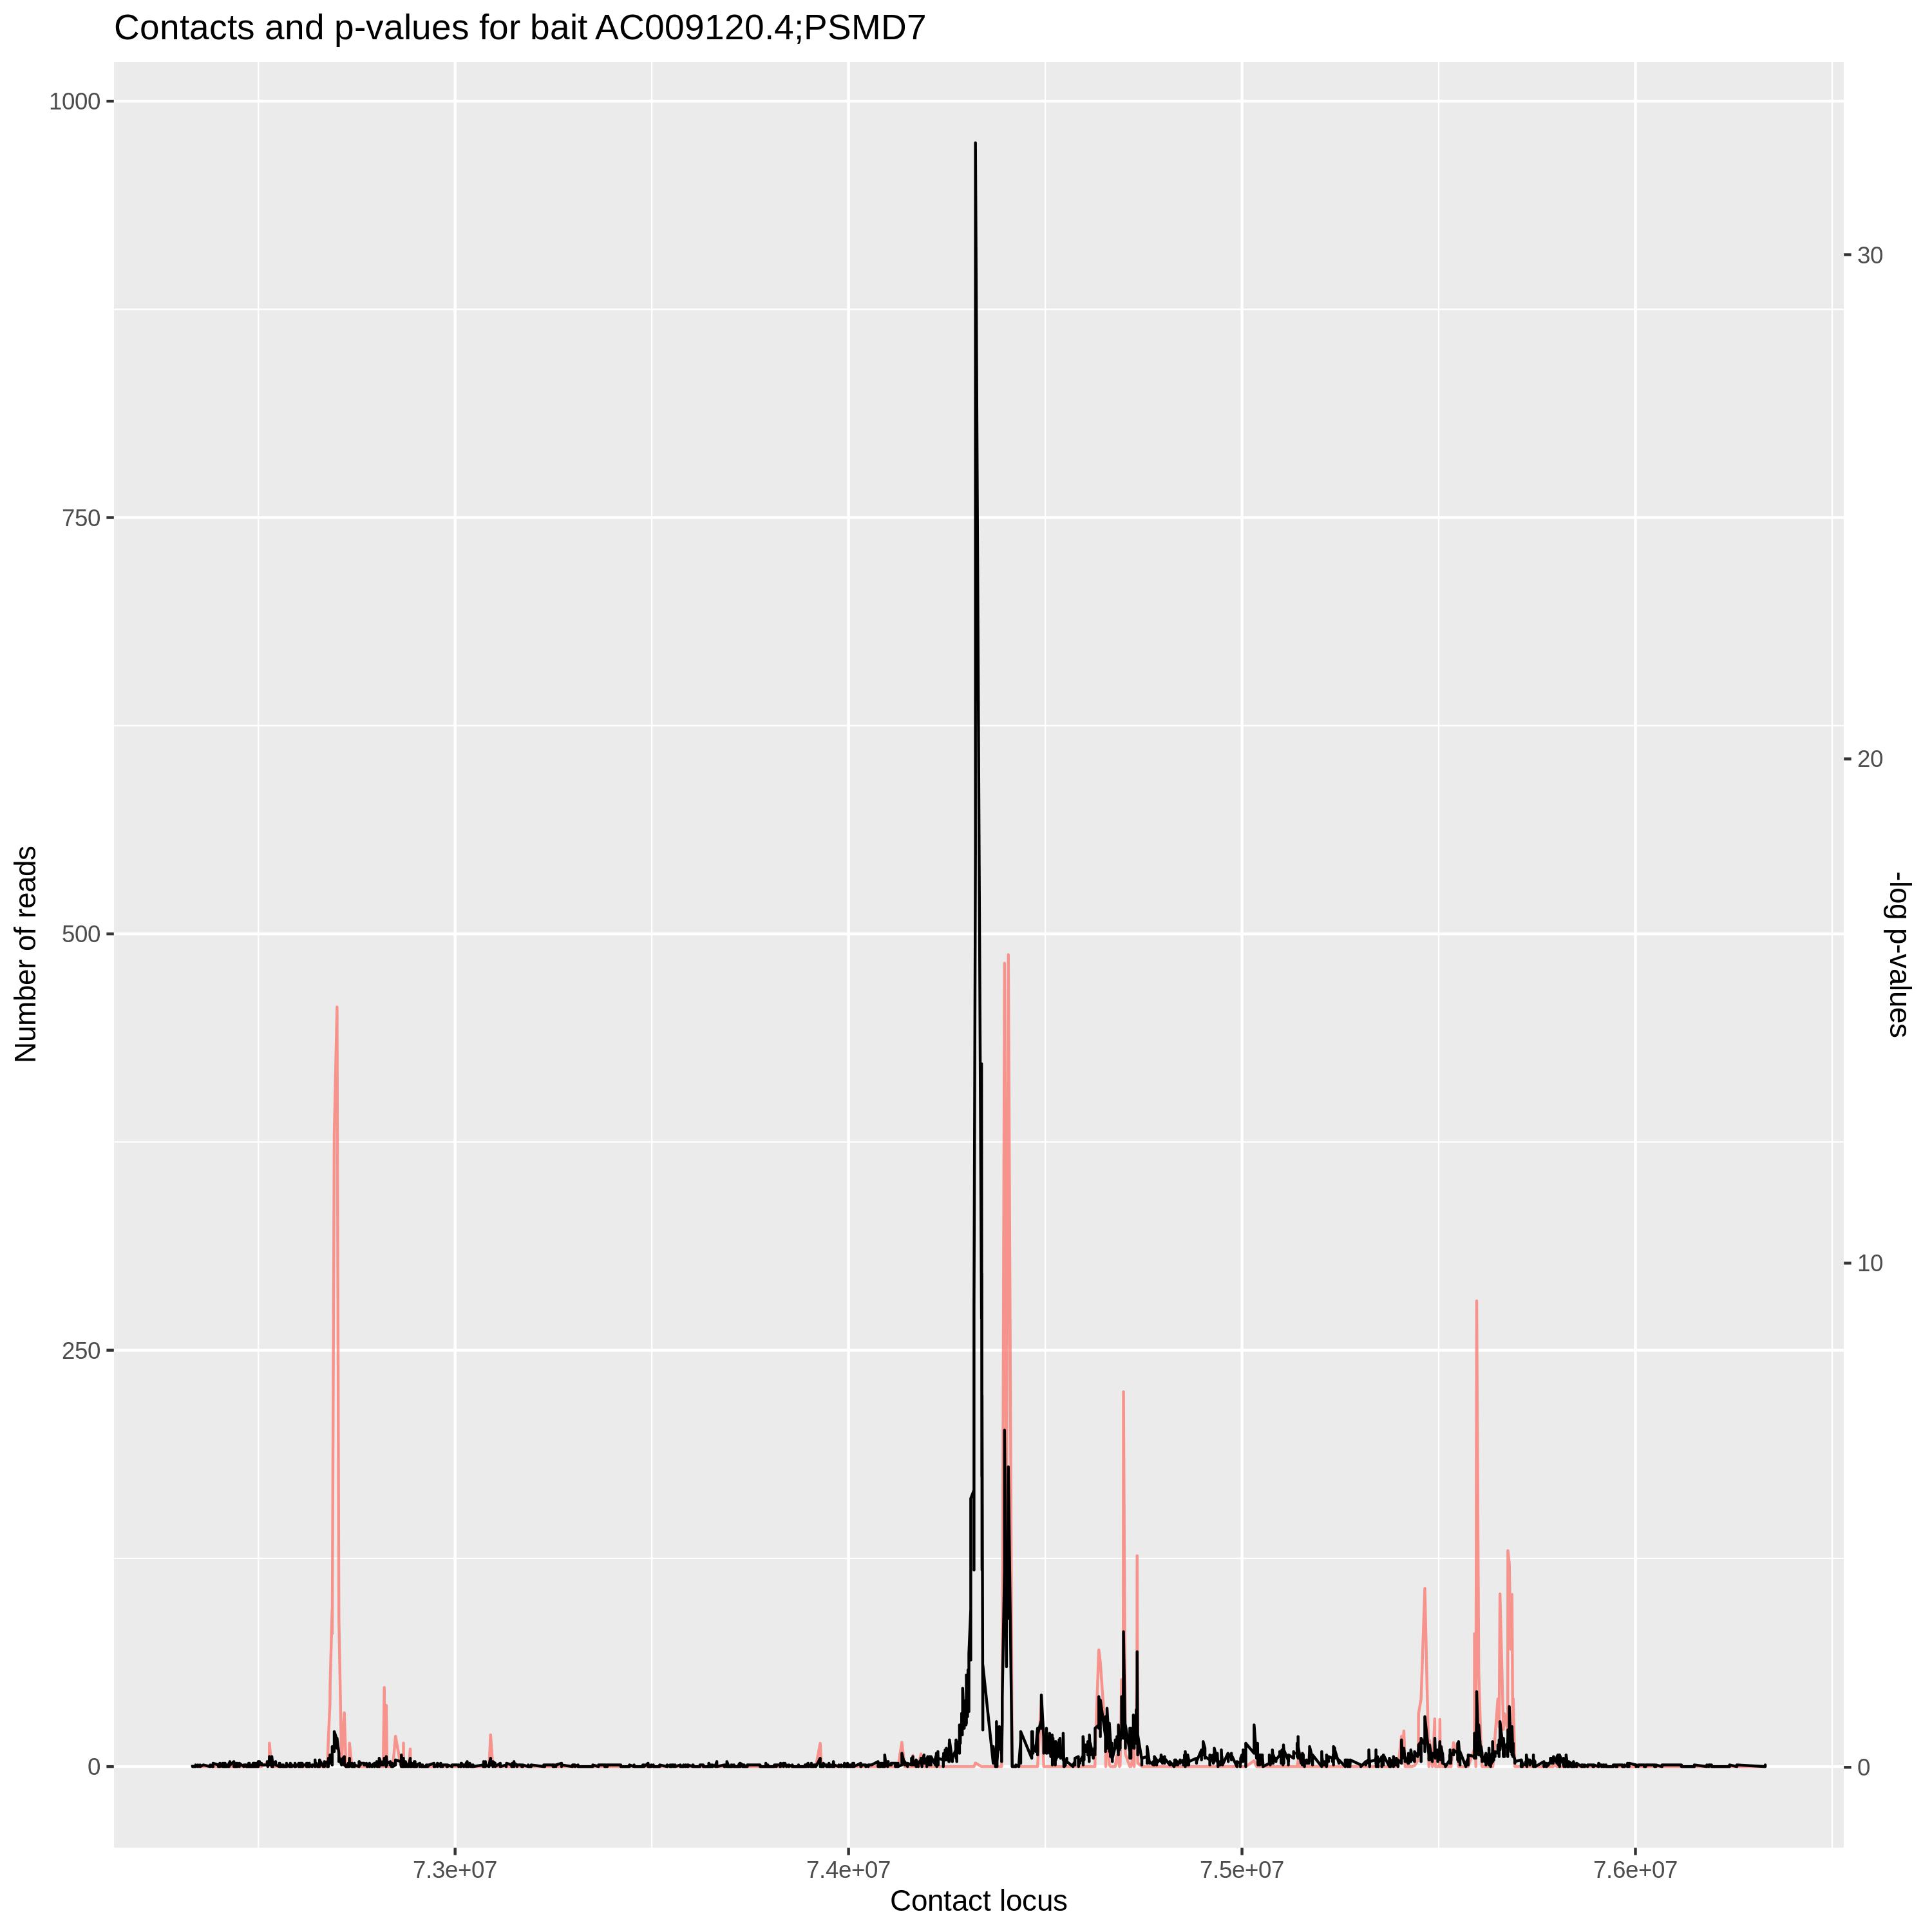 Contacts and p-values for bait AC009120.4;PSMD7
1000
750
500
250
0
Number of reads
30
20
10
0
-log p-values
7.3e+07
7.4e+07
7.5e+07
7.6e+07
Contact locus